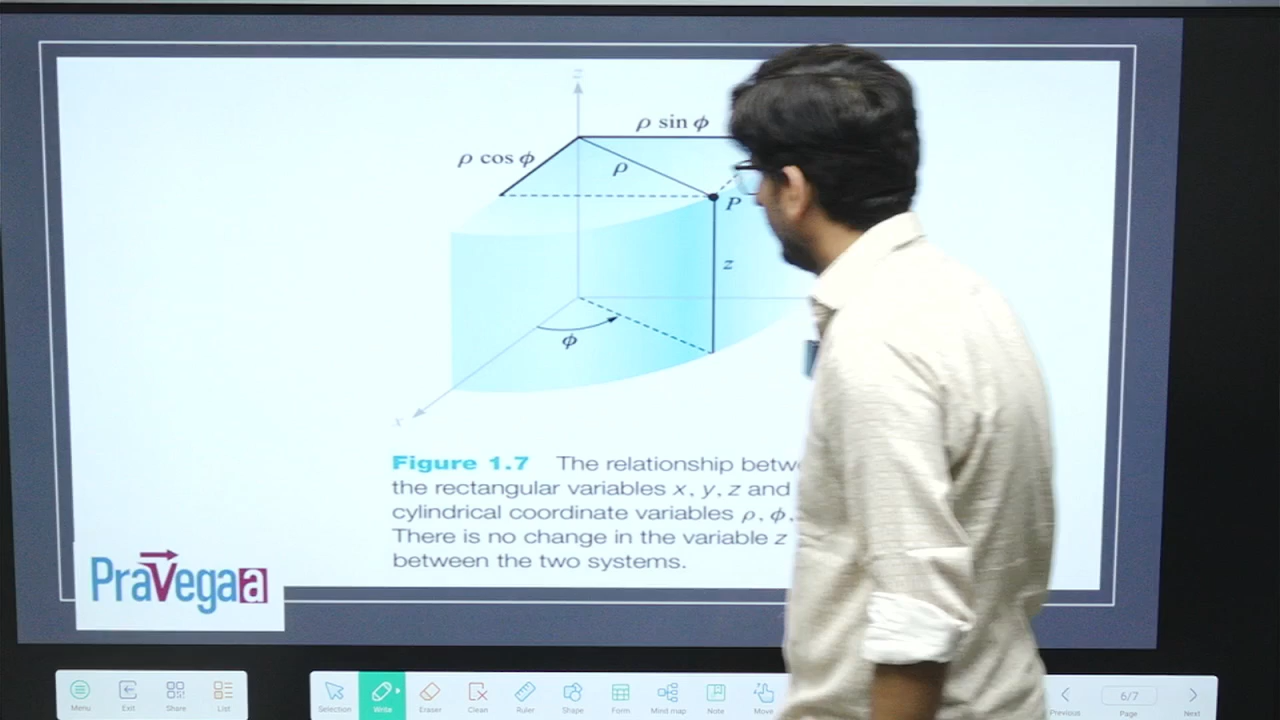 z
ρ sin ϕ
ρ cos ϕ
ρ
P
z
ϕ
x
Figure 1.7 The relationship
the rectangular variables x, y, z and
cylindrical coordinate variables ρ, ϕ,
There is no change in the variable z
between the two systems.
Pravegaa
Menu Exit Share List
Selection Write Eraser Clean Ruler Shape Form Mind map Note Move
6/7
Previous Page Next